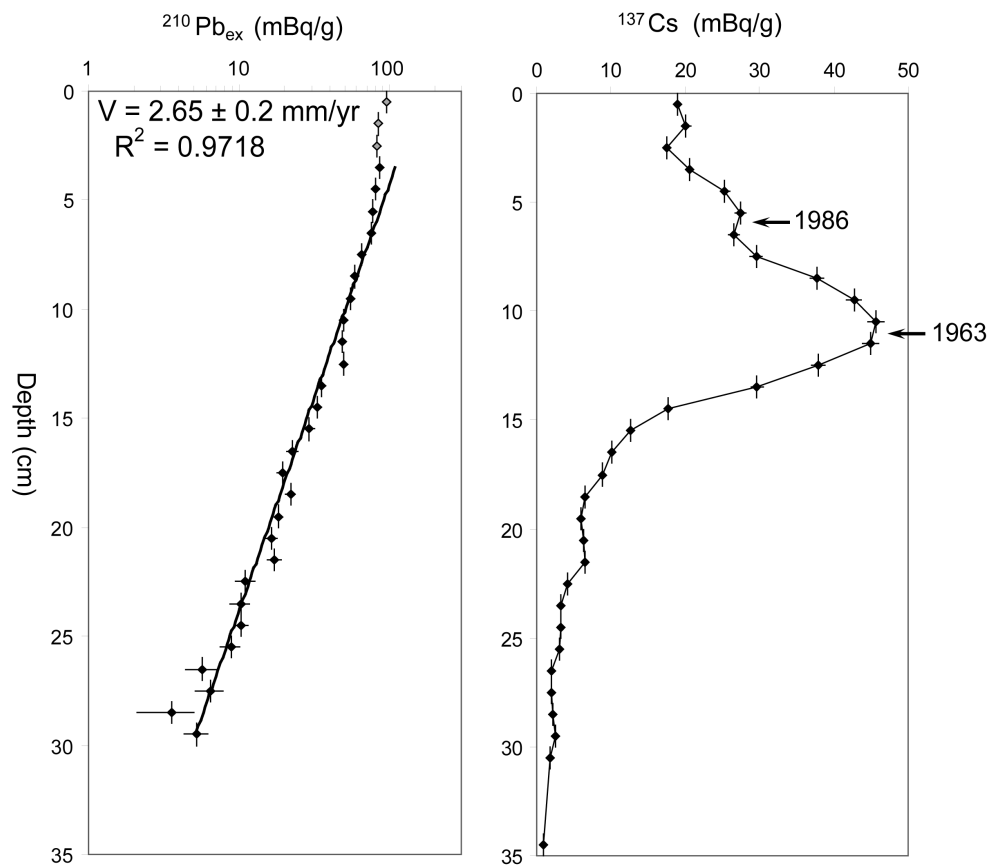 ²¹⁰Pbₑₓ (mBq/g)
1 10 100
V = 2.65 ± 0.2 mm/yr
R² = 0.9718
0
5
10
15
20
25
30
35
Depth (cm)
¹³⁷Cs (mBq/g)
0 10 20 30 40 50
0
5
10
15
20
25
30
35
1986
1963